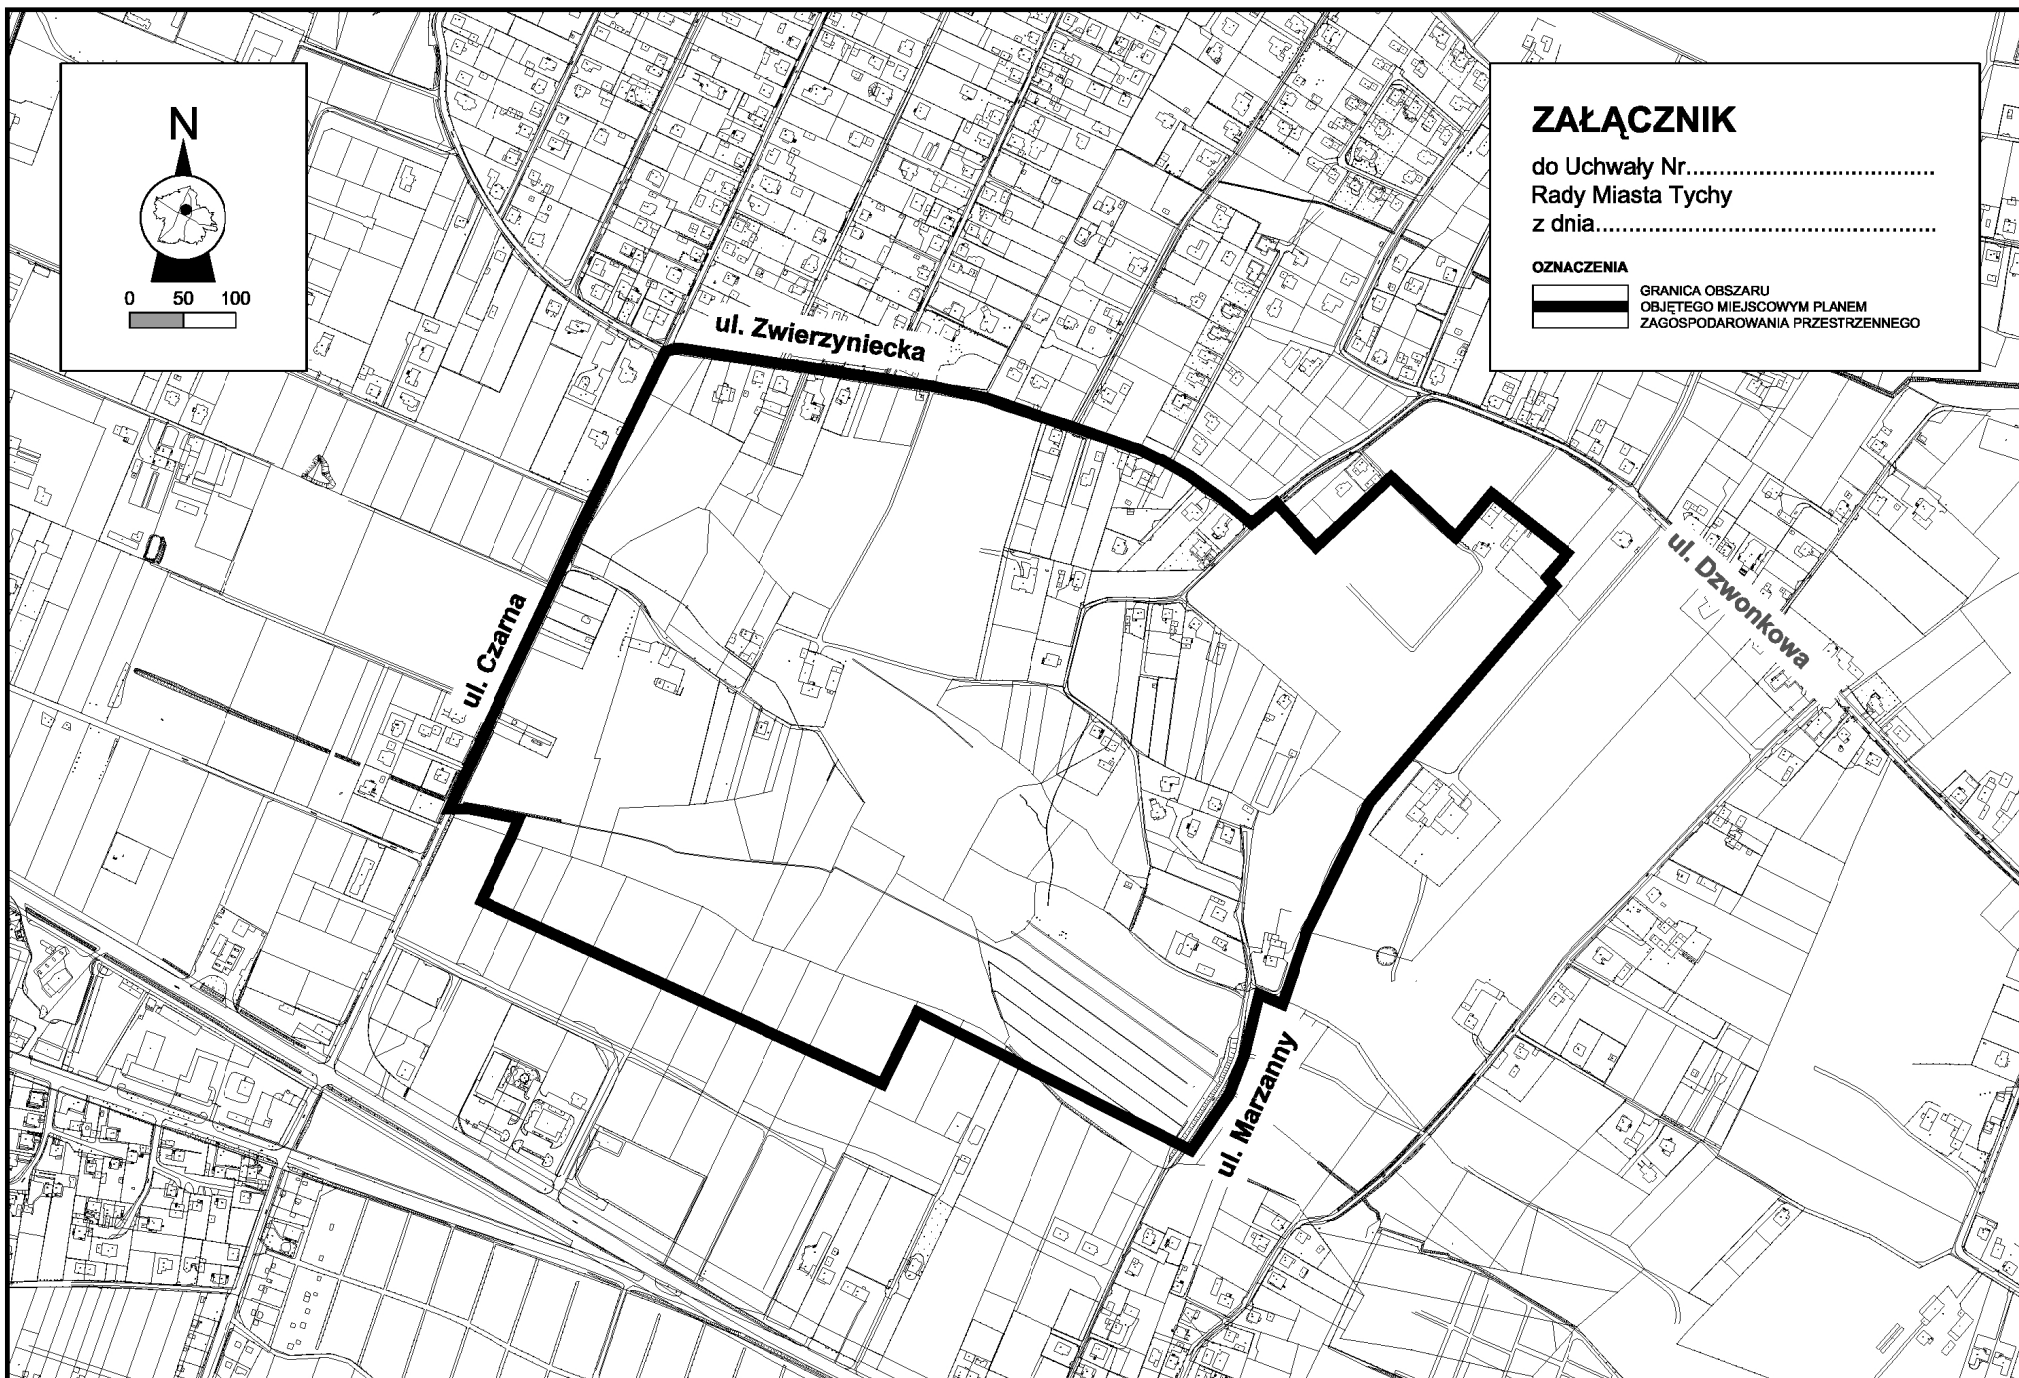 N
0 50 100
ZAŁĄCZNIK
do Uchwały Nr......................................
Rady Miasta Tychy
z dnia....................................................
OZNACZENIA
GRANICA OBSZARU
OBJĘTEGO MIEJSCOWYM PLANEM
ZAGOSPODAROWANIA PRZESTRZENNEGO
ul. Zwierzyniecka
ul. Czarna
ul. Dzwonkowa
ul. Marzanny